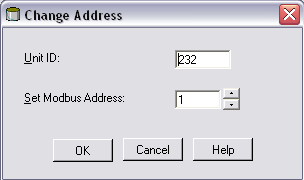 Change Address
Unit ID: 232
Set Modbus Address: 1
OK Cancel Help